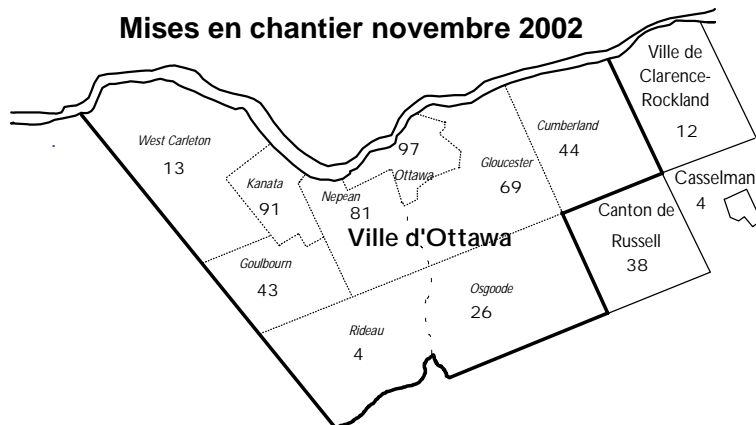 Mises en chantier novembre 2002
Ville de
Clarence-
Rockland
12
West Carleton
13
Cumberland
44
97
Ottawa
Gloucester
69
Kanata
91
Nepean
81
Casselman
4
Canton de
Russell
38
Ville d'Ottawa
Goulbourn
43
Osgoode
26
Rideau
4